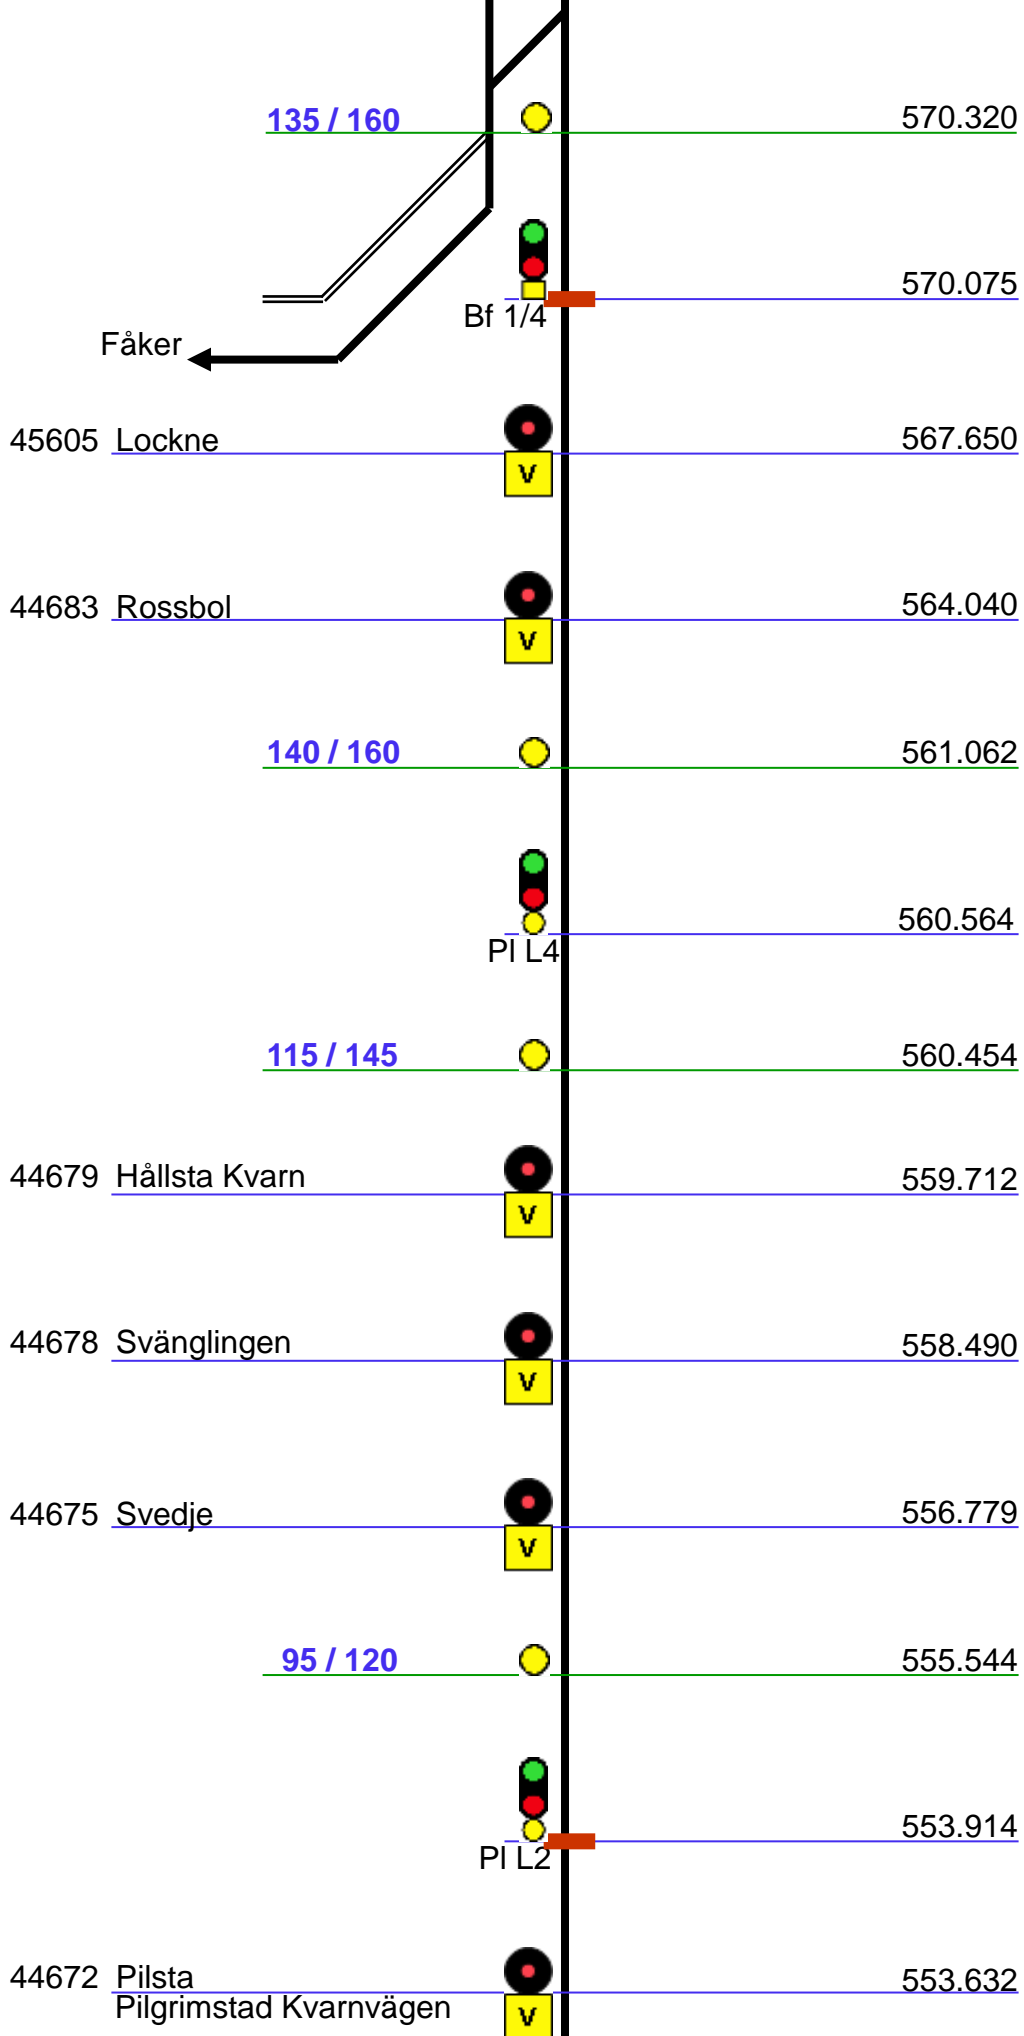 135 / 160 570.320
570.075
Bf 1/4
Fåker
45605 Lockne 567.650
V
44683 Rossbol 564.040
V
140 / 160 561.062
560.564
Pl L4
115 / 145 560.454
44679 Hållsta Kvarn 559.712
V
44678 Svänglingen 558.490
V
44675 Svedje 556.779
V
95 / 120 555.544
553.914
Pl L2
44672 Pilsta 553.632
Pilgrimstad Kvarnvägen V